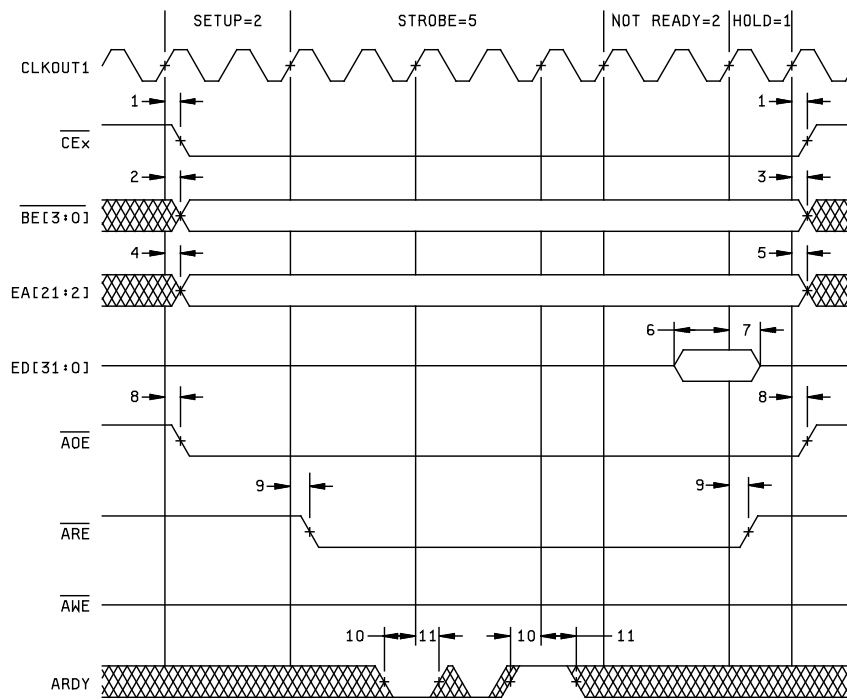 SETUP=2 STROBE=5 NOT READY=2 HOLD=1
CLKOUT1
1 1
CEx
2 3
BE[3:0]
4 5
EA[21:2]
6 7
ED[31:0]
8 8
AOE
9 9
ARE
AWE
10 11 10 11
ARDY